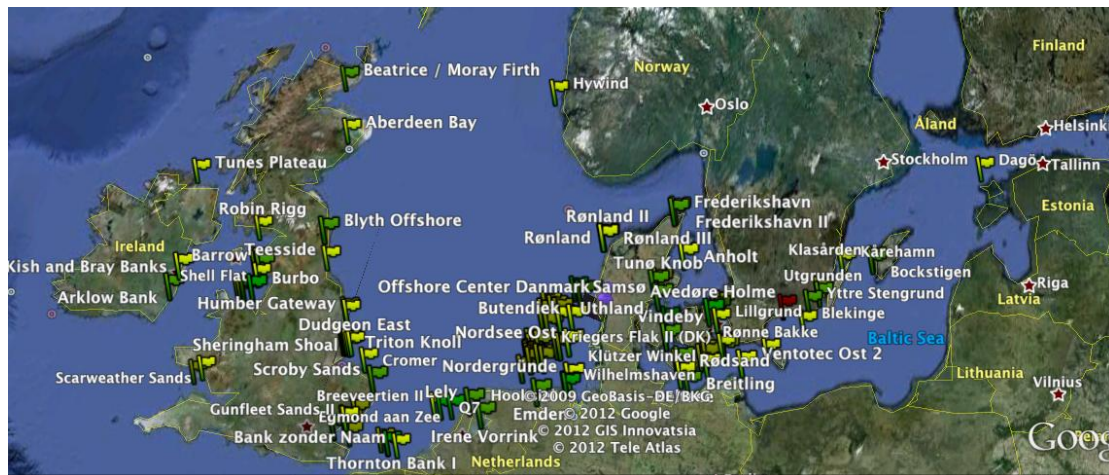 Finland
Beatrice / Moray Firth
Norway
Hywind
Oslo
Aberdeen Bay
Åland
Helsink
Stockholm
Dagö
Tallinn
Tunes Plateau
Estonia
Robin Rigg
Blyth Offshore
Rønland II
Frederikshavn
Frederikshavn II
Ireland
Barrow
Teesside
Rønland
Rønland III
Anholt
Klasården
Kårehamn
Kish and Bray Banks
Shell Flat
Burbo
Tunø Knob
Utgrunden
Bockstigen
Riga
Arklow Bank
Humber Gateway
Offshore Center Danmark
Samsø
Avedøre Holme
Yttre Stengrund
Latvia
Butendiek
Uthland
Vindeby
Lillgrund
Blekinge
Dudgeon East
Triton Knoll
Nordsee Ost
Kriegers Flak II (DK)
Rønne Bakke
Baltic Sea
Sheringham Shoal
Cromer
Klützer Winkel
Rødsand
Ventotec Ost 2
Scarweather Sands
Scroby Sands
Nordergründe
Wilhelmshaven
Breitling
Lithuania
Vilnius
Breeveertien II
Lely
Hooks
© 2009 GeoBasis-DE/BKG
Gunfleet Sands II
Egmond aan Zee
Q7
Emden
© 2012 Google
Bank zonder Naam
Irene Vorrink
© 2012 GIS Innovatsia
Thornton Bank I
Netherlands
© 2012 Tele Atlas
Goog